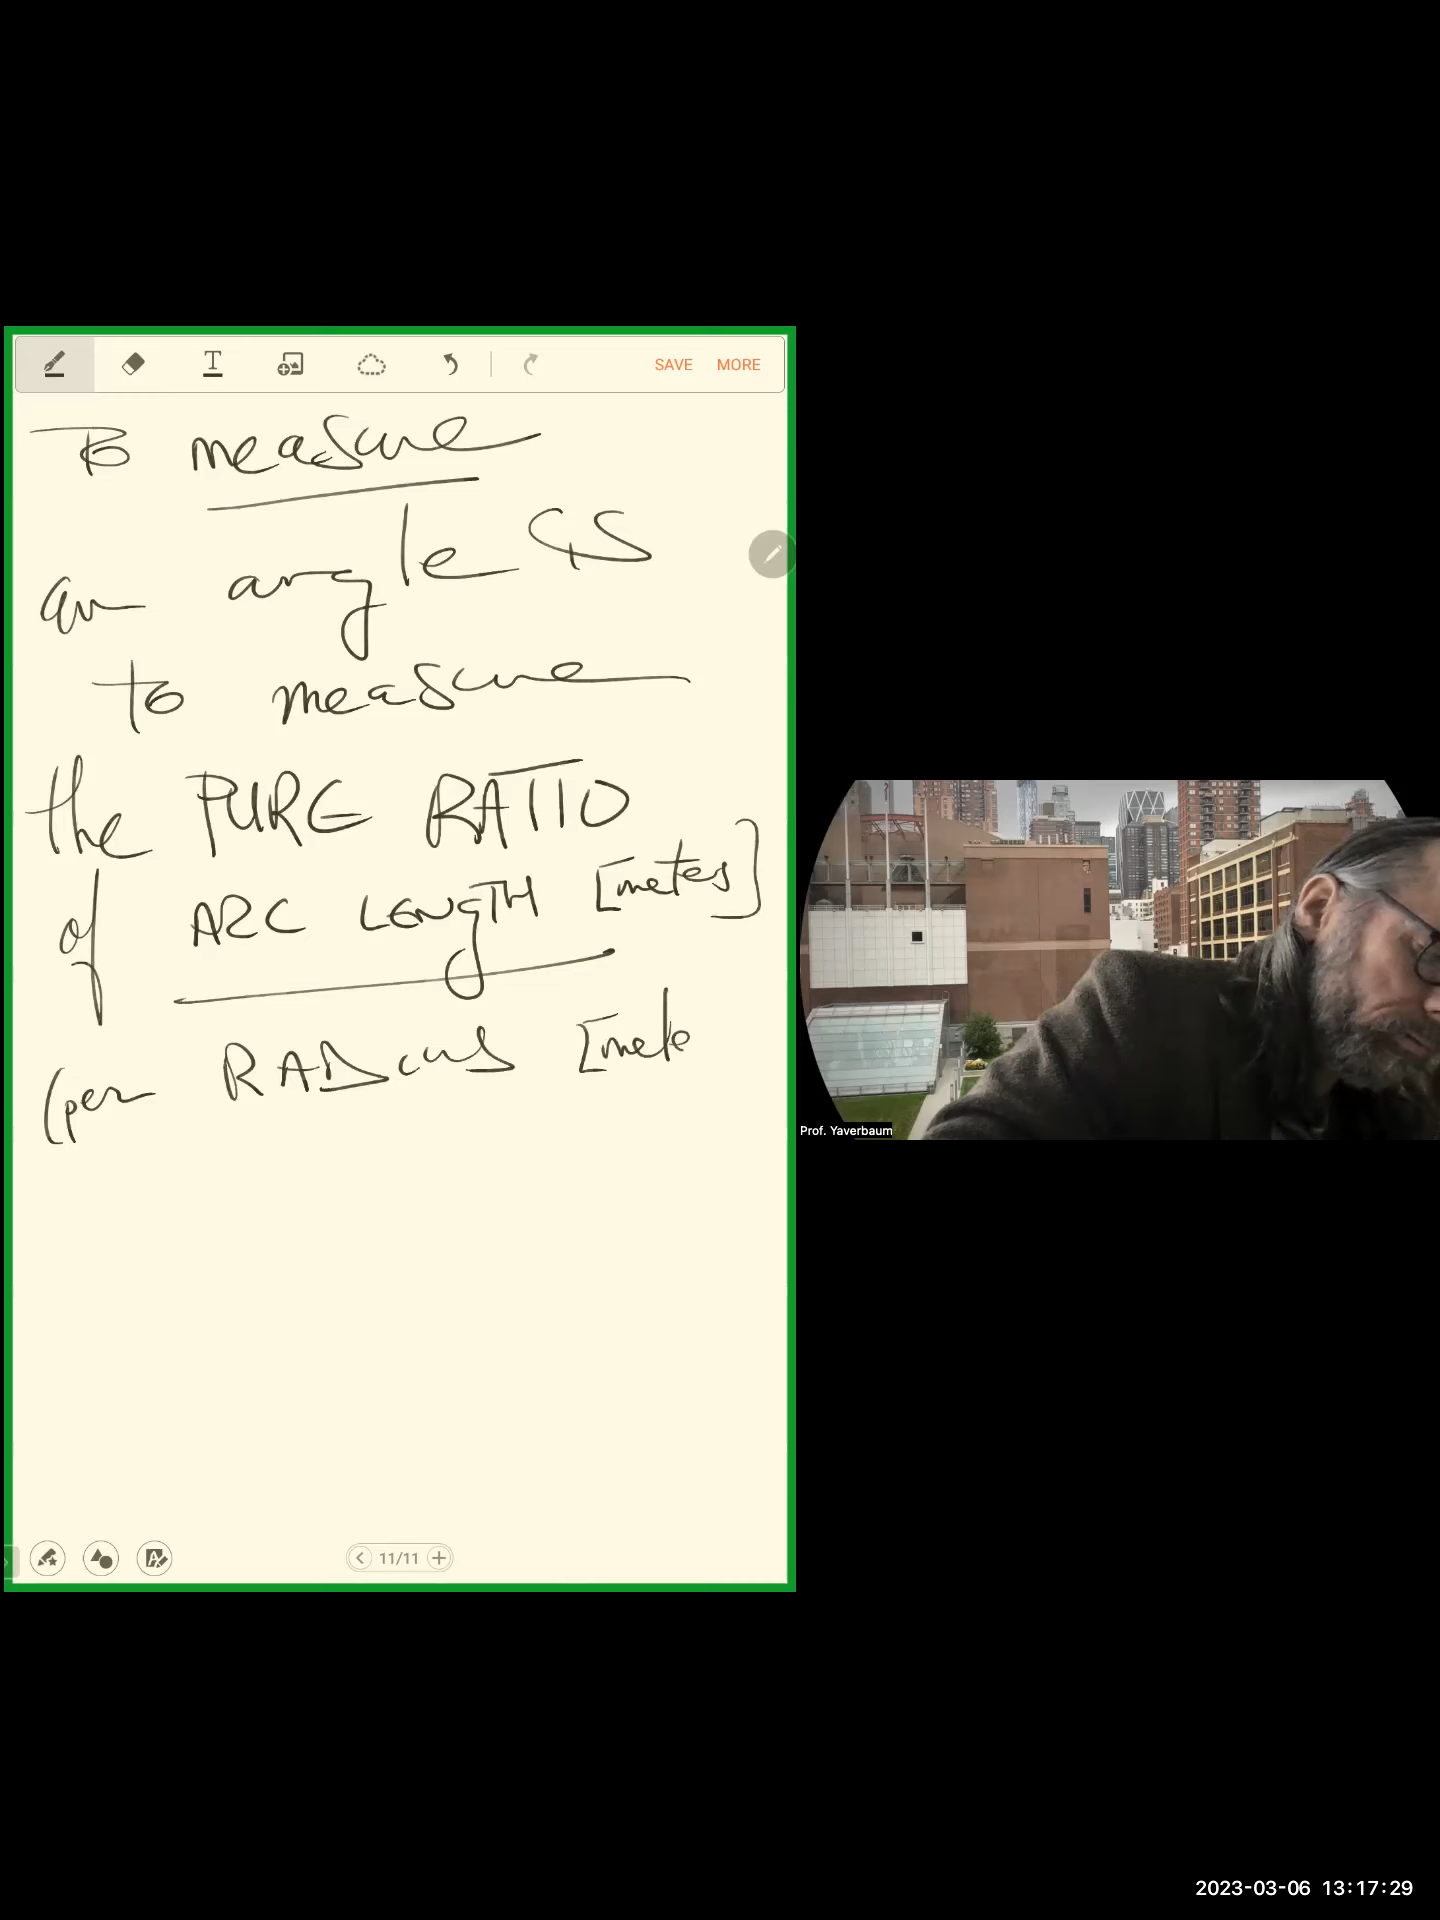 T
SAVE MORE
To measure
an angle is
to measure
the PURE RATIO
of ARC LENGTH [meters]
(per RADIUS [mete
Prof. Yaverbaum
A
11/11
2023-03-06 13:17:29